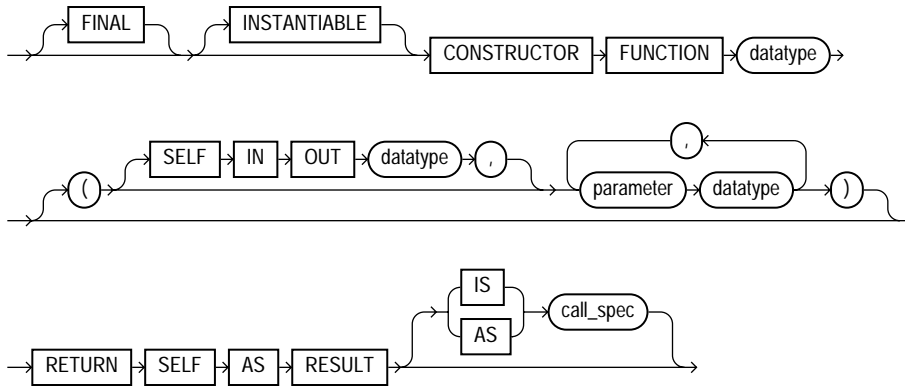 FINAL INSTANTIABLE
CONSTRUCTOR FUNCTION datatype
,
( SELF IN OUT datatype , parameter datatype )
IS
AS call_spec
RETURN SELF AS RESULT